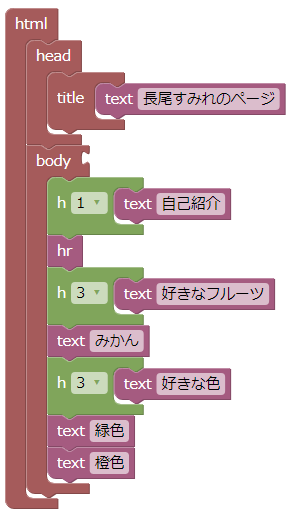 html
head
title text 長尾すみれのページ
body
h 1 text 自己紹介
hr
h 3 text 好きなフルーツ
text みかん
h 3 text 好きな色
text 緑色
text 橙色